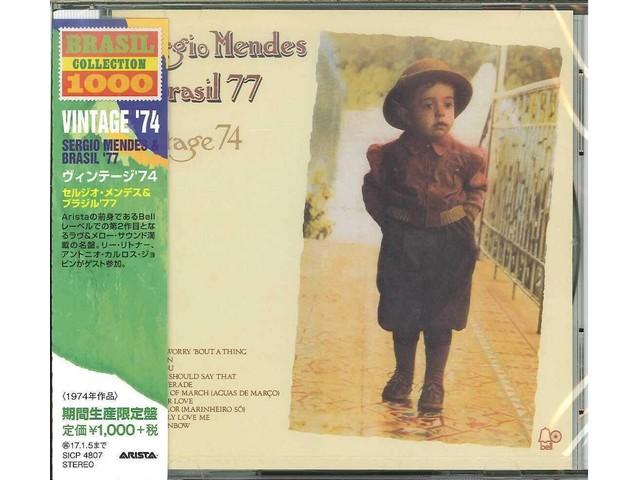 BRASIL
COLLECTION
1000
VINTAGE '74
SERGIO MENDES &
BRASIL '77
ヴィンテージ'74
セルジオ・メンデス&
ブラジル'77
Aristaの前身であるBell
レーベルでの第2作目とな
るラヴ&メロー・サウンド満
載の名盤。リー・リトナー、
アントニオ・カルロス・ジョ
ビンがゲスト参加。
〈1974年作品〉
期間生産限定盤
定価¥1,000+税
㊝17.1.5まで
SICP 4807
STEREO
ARISTA
rgio Mendes
rasil 77
tage 74
WORRY 'BOUT A THING
N
U
SHOULD SAY THAT
ERADE
OF MARCH (AGUAS DE MARÇO)
R LOVE
LOR (MARINHEIRO SÓ)
LY LOVE ME
NBOW
bell